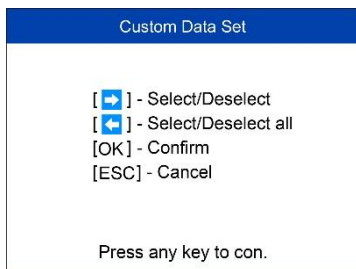 Custom Data Set
[➡] - Select/Deselect
[⬅] - Select/Deselect all
[OK] - Confirm
[ESC] - Cancel
Press any key to con.